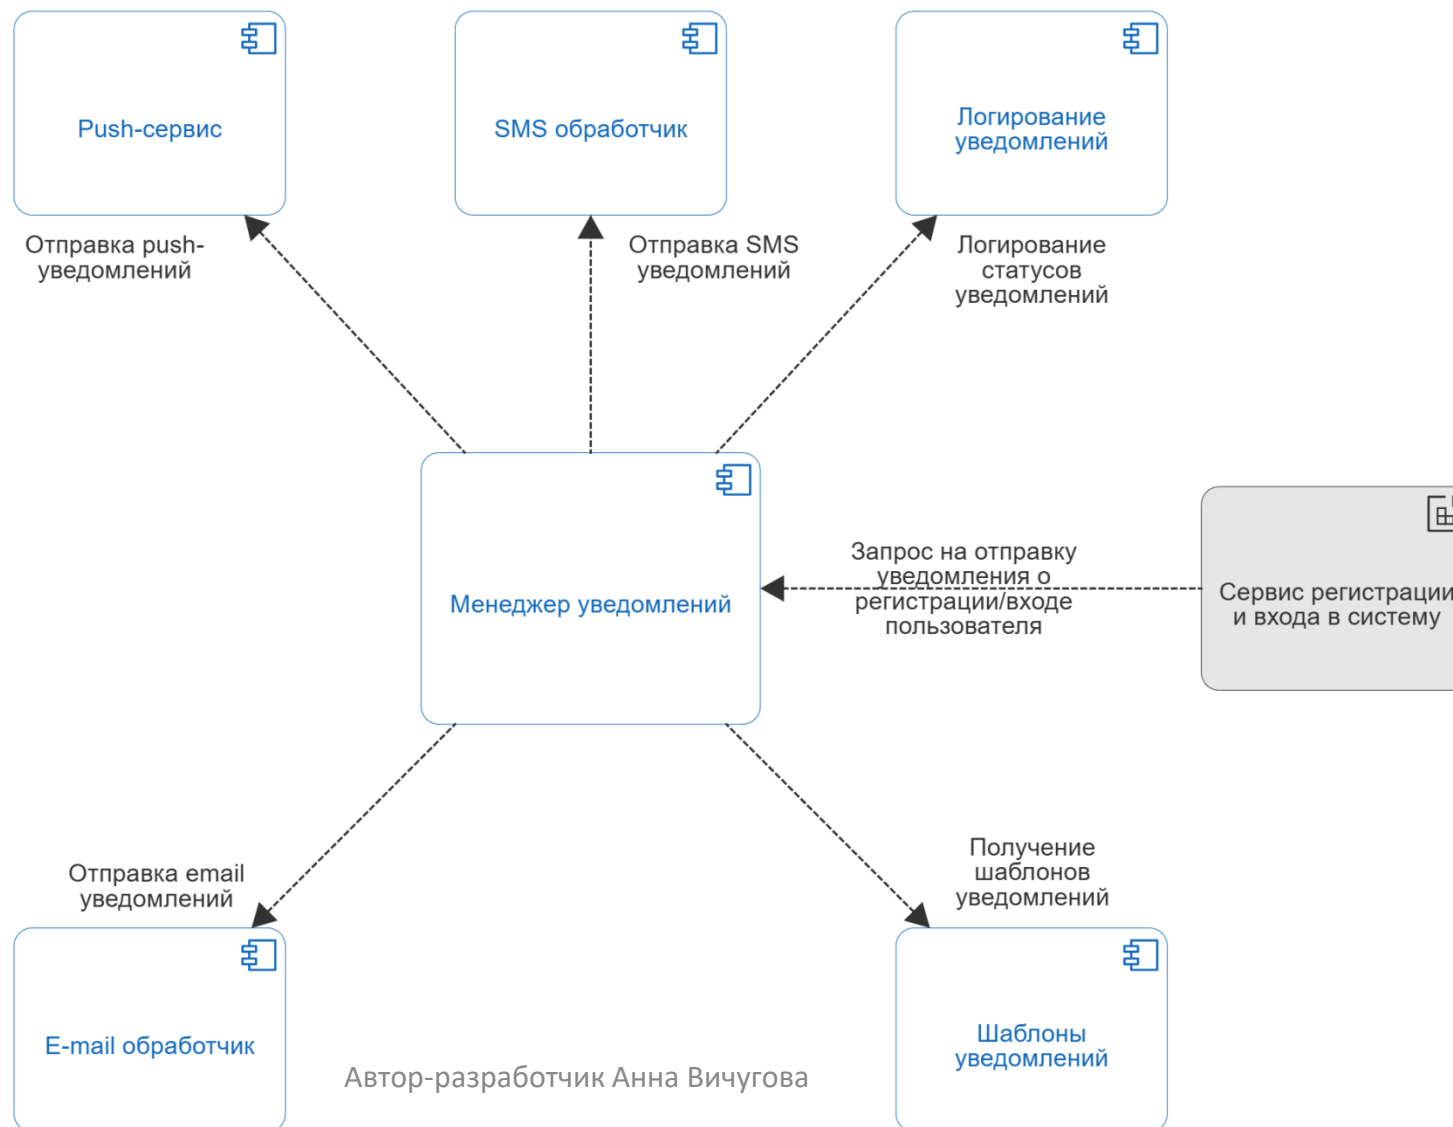 Push-сервис
SMS обработчик
Логирование
уведомлений
Отправка push-
уведомлений
Отправка SMS
уведомлений
Логирование
статусов
уведомлений
Менеджер уведомлений
Запрос на отправку
уведомления о
регистрации/входе
пользователя
Сервис регистрации
и входа в систему
Отправка email
уведомлений
Получение
шаблонов
уведомлений
E-mail обработчик
Шаблоны
уведомлений
Автор-разработчик Анна Вичугова